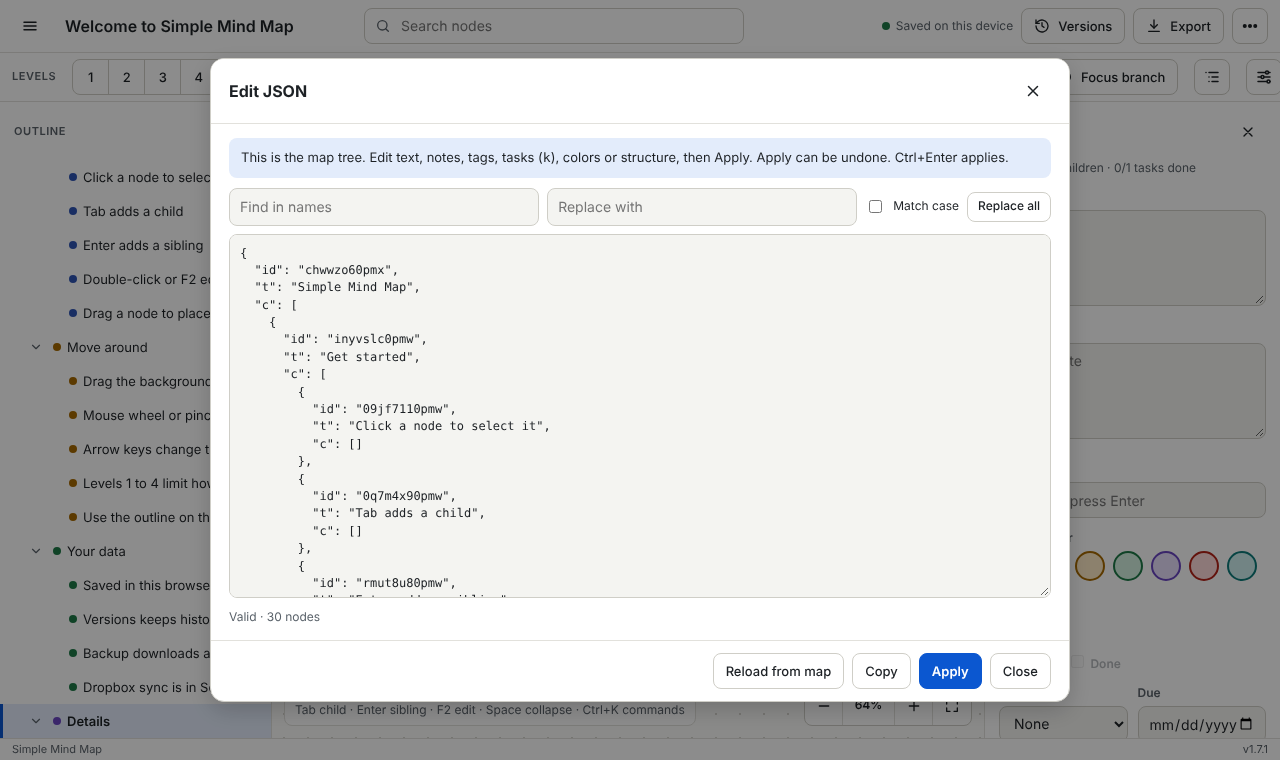 Welcome to Simple Mind Map
Search nodes
Saved on this device
Versions
Export
LEVELS
1
2
3
4
Focus branch
Edit JSON
This is the map tree. Edit text, notes, tags, tasks (k), colors or structure, then Apply. Apply can be undone. Ctrl+Enter applies.
Find in names
Replace with
Match case
Replace all
{
"id": "chwwzo60pmx",
"t": "Simple Mind Map",
"c": [
{
"id": "inyvslc0pmw",
"t": "Get started",
"c": [
{
"id": "09jf7110pmw",
"t": "Click a node to select it",
"c": []
},
{
"id": "0q7m4x90pmw",
"t": "Tab adds a child",
"c": []
},
{
"id": "rmut8u80pmw",
Valid · 30 nodes
Reload from map
Copy
Apply
Close
OUTLINE
Click a node to selec
Tab adds a child
Enter adds a sibling
Double-click or F2 e
Drag a node to place
Move around
Drag the background
Mouse wheel or pinc
Arrow keys change t
Levels 1 to 4 limit ho
Use the outline on th
Your data
Saved in this browse
Versions keeps histo
Backup downloads a
Dropbox sync is in S
Details
Tab child · Enter sibling · F2 edit · Space collapse · Ctrl+K commands
64%
ildren · 0/1 tasks done
te
press Enter
Done
Due
None
mm/dd/yyyy
Simple Mind Map
v1.7.1